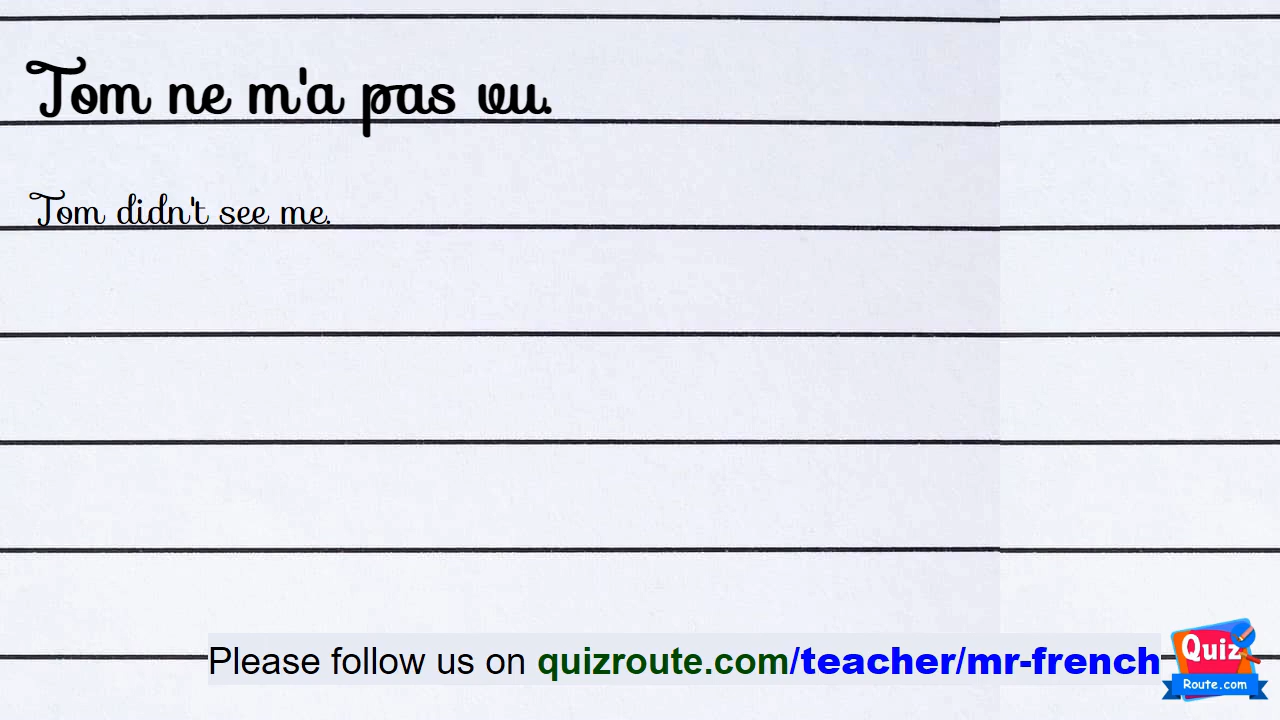 Tom ne m'a pas vu.
Tom didn't see me.
Please follow us on quizroute.com/teacher/mr-french
Quiz
Route.com